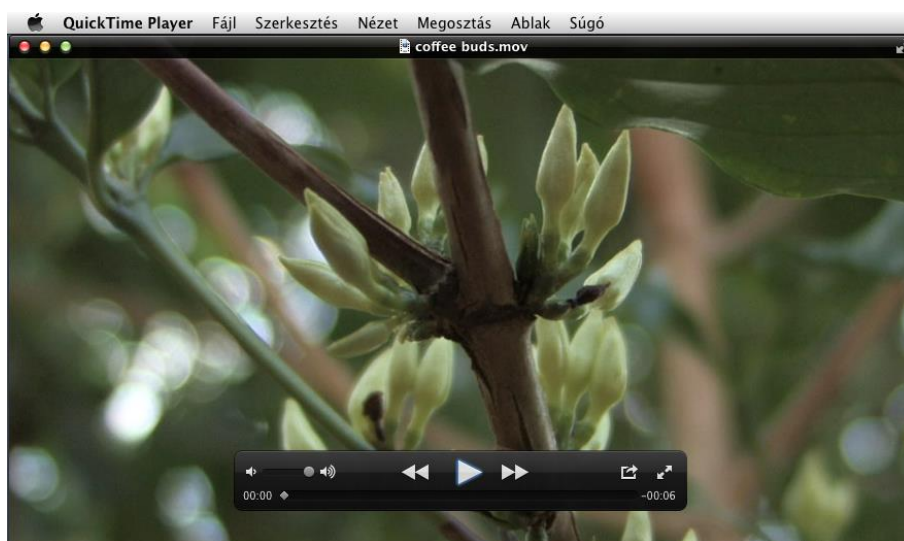 QuickTime Player Fájl Szerkesztés Nézet Megosztás Ablak Súgó
coffee buds.mov
00:00 -00:06